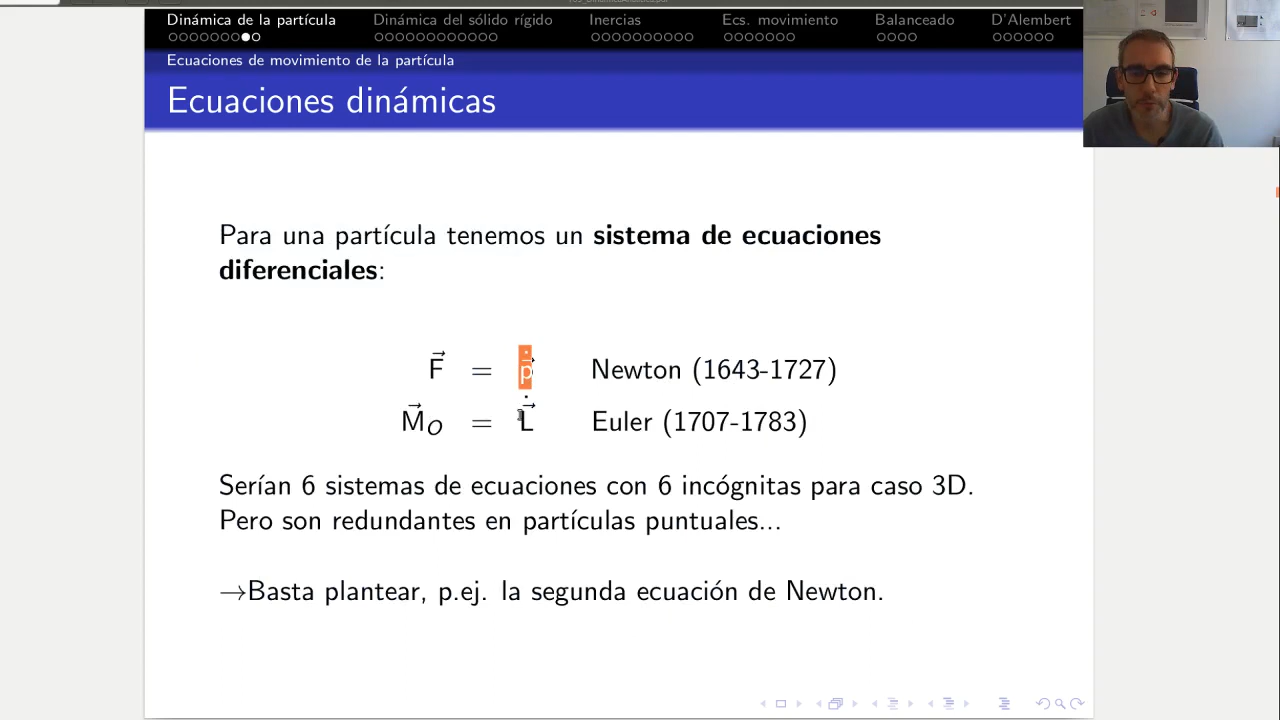 Dinámica de la partícula Dinámica del sólido rígido Inercias Ecs. movimiento Balanceado D'Alembert
Ecuaciones de movimiento de la partícula
Ecuaciones dinámicas
Para una partícula tenemos un sistema de ecuaciones
diferenciales:
F⃗ = ṗ⃗ Newton (1643-1727)
M⃗_O = L⃗̇ Euler (1707-1783)
Serían 6 sistemas de ecuaciones con 6 incógnitas para caso 3D.
Pero son redundantes en partículas puntuales...
→Basta plantear, p.ej. la segunda ecuación de Newton.